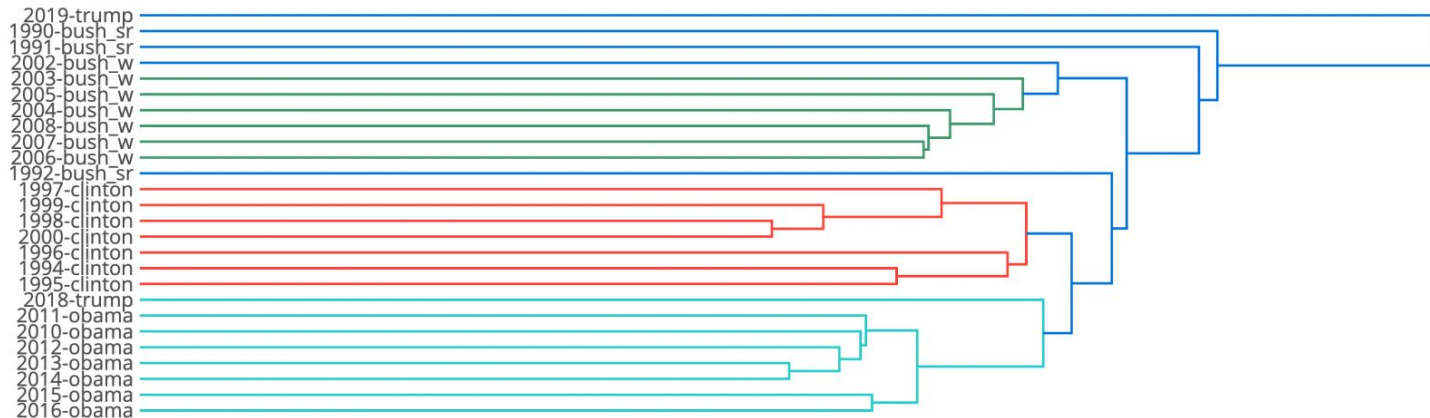 2019-trump
1990-bush_sr
1991-bush_sr
2002-bush_w
2003-bush_w
2005-bush_w
2004-bush_w
2008-bush_w
2007-bush_w
2006-bush_w
1992-bush_sr
1997-clinton
1999-clinton
1998-clinton
2000-clinton
1996-clinton
1994-clinton
1995-clinton
2018-trump
2011-obama
2010-obama
2012-obama
2013-obama
2014-obama
2015-obama
2016-obama